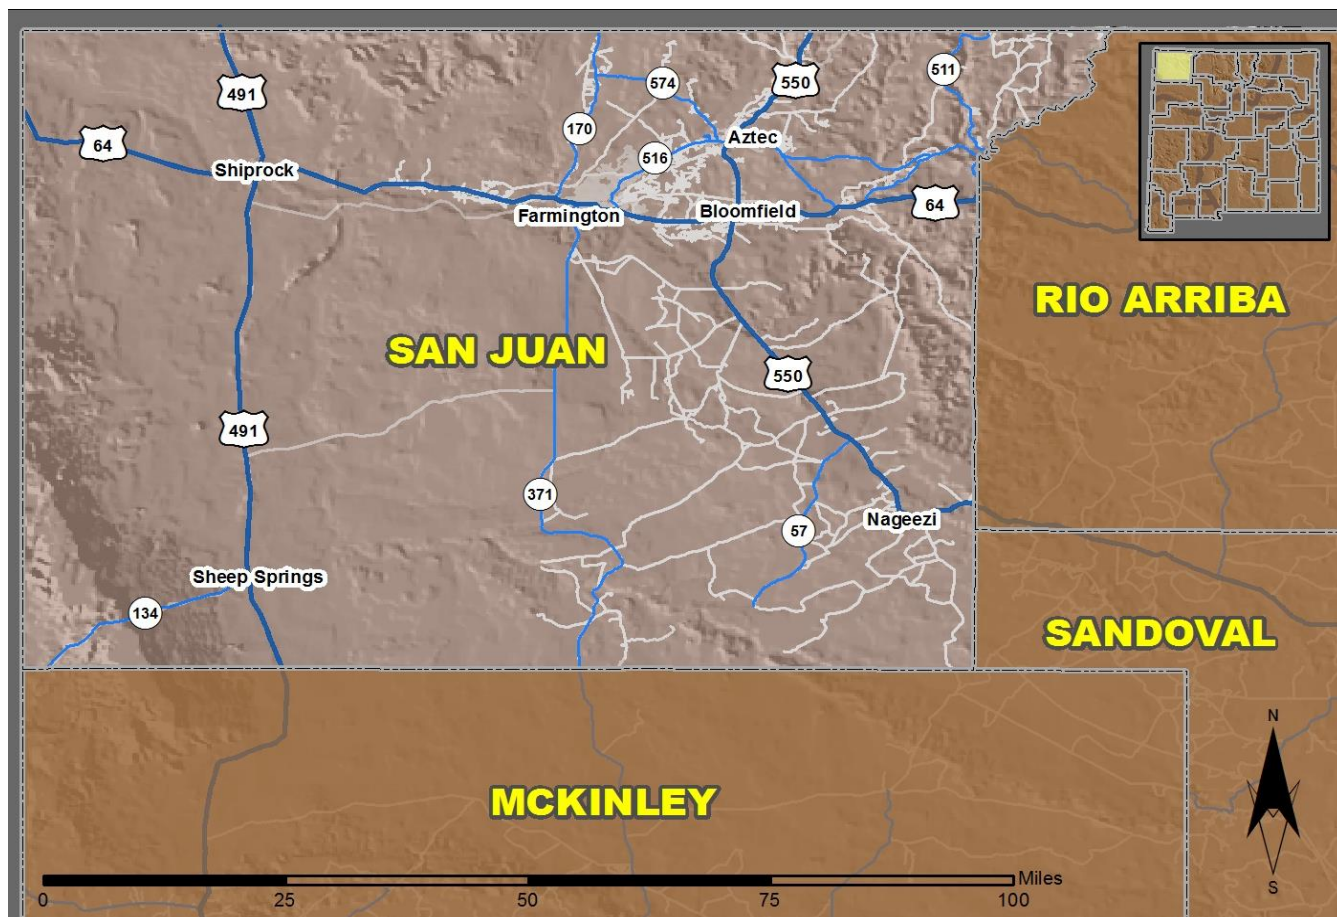 491
550
511
574
170
64
Aztec
516
Shiprock
Farmington
Bloomfield
64
RIO ARRIBA
SAN JUAN
550
491
371
Nageezi
57
Sheep Springs
134
SANDOVAL
N
MCKINLEY
Miles
0 25 50 75 100
S